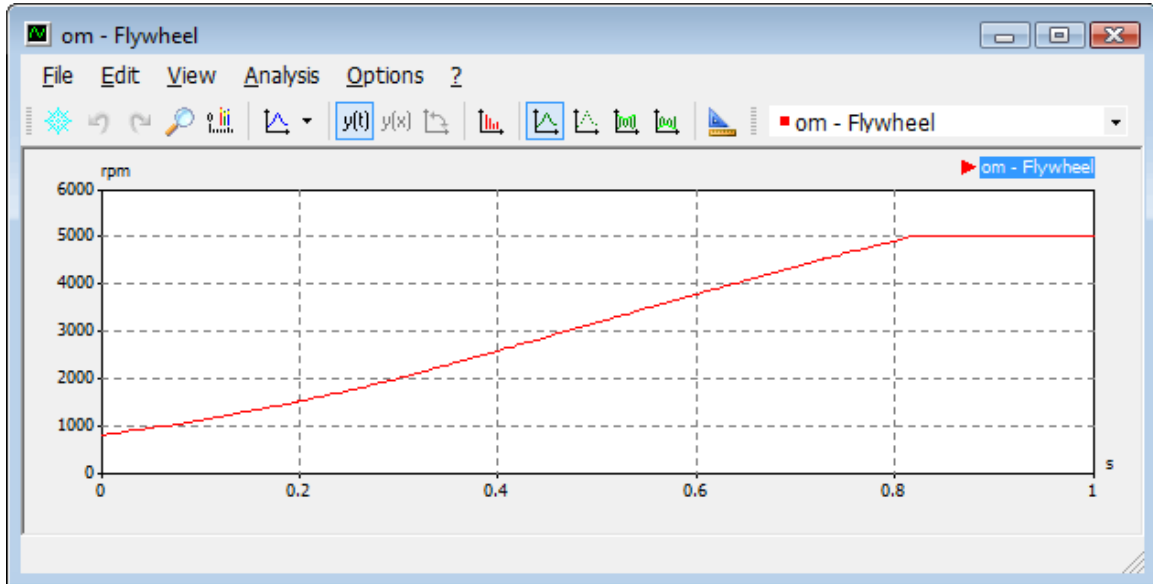 om - Flywheel
File Edit View Analysis Options ?
y(t) y(x) om - Flywheel
rpm
om - Flywheel
6000
5000
4000
3000
2000
1000
0
s
0 0.2 0.4 0.6 0.8 1